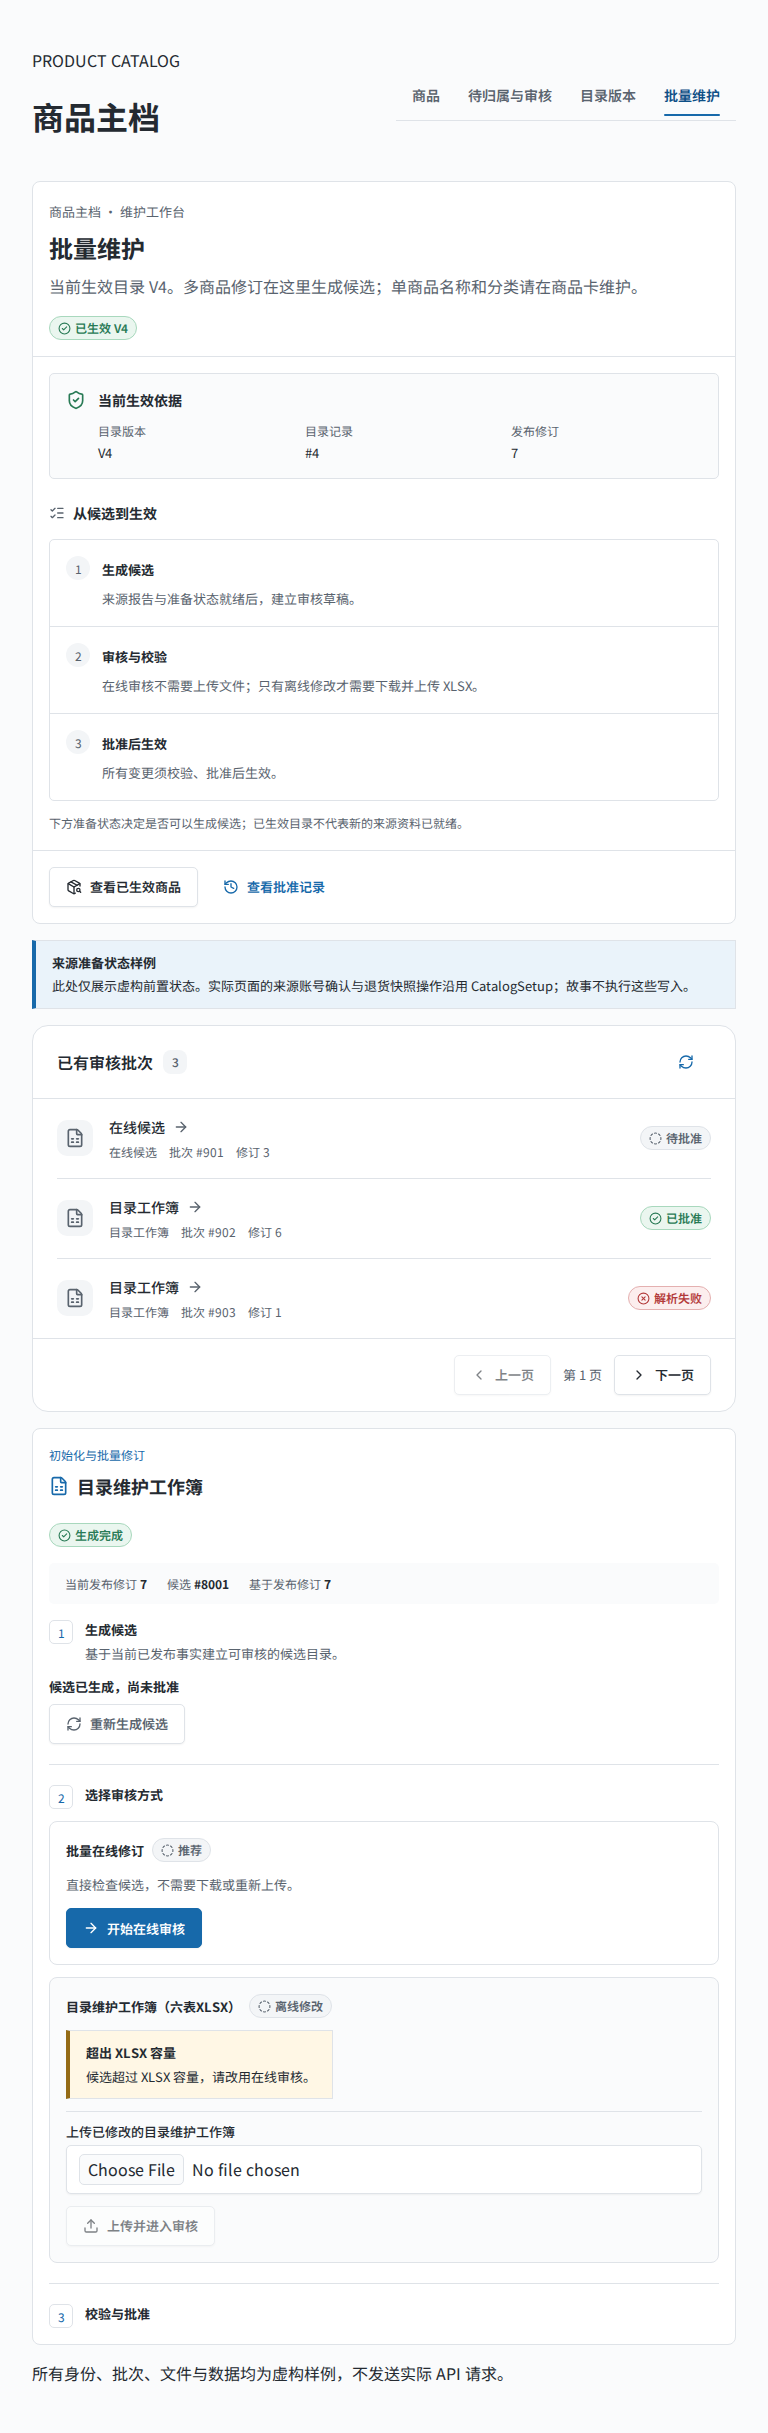 PRODUCT CATALOG
商品主档
商品 待归属与审核 目录版本 批量维护
商品主档 · 维护工作台
批量维护
当前生效目录 V4。多商品修订在这里生成候选；单商品名称和分类请在商品卡维护。
已生效 V4
当前生效依据
目录版本 目录记录 发布修订
V4 #4 7
从候选到生效
1 生成候选
来源报告与准备状态就绪后，建立审核草稿。
2 审核与校验
在线审核不需要上传文件；只有离线修改才需要下载并上传 XLSX。
3 批准后生效
所有变更须校验、批准后生效。
下方准备状态决定是否可以生成候选；已生效目录不代表新的来源资料已就绪。
查看已生效商品 查看批准记录
来源准备状态样例
此处仅展示虚构前置状态。实际页面的来源账号确认与退货快照操作沿用 CatalogSetup；故事不执行这些写入。
已有审核批次 3
在线候选
在线候选 批次 #901 修订 3
待批准
目录工作簿
目录工作簿 批次 #902 修订 6
已批准
目录工作簿
目录工作簿 批次 #903 修订 1
解析失败
上一页 第 1 页 下一页
初始化与批量修订
目录维护工作簿
生成完成
当前发布修订 7 候选 #8001 基于发布修订 7
1 生成候选
基于当前已发布事实建立可审核的候选目录。
候选已生成，尚未批准
重新生成候选
2 选择审核方式
批量在线修订 推荐
直接检查候选，不需要下载或重新上传。
开始在线审核
目录维护工作簿（六表XLSX） 离线修改
超出 XLSX 容量
候选超过 XLSX 容量，请改用在线审核。
上传已修改的目录维护工作簿
Choose File No file chosen
上传并进入审核
3 校验与批准
所有身份、批次、文件与数据均为虚构样例，不发送实际 API 请求。